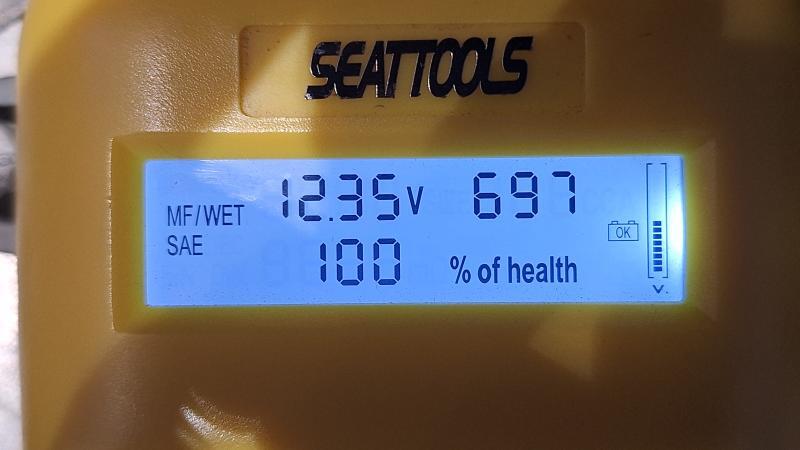 SEATTOOLS
MF/WET 12.35V 697
SAE 100 % of health
OK